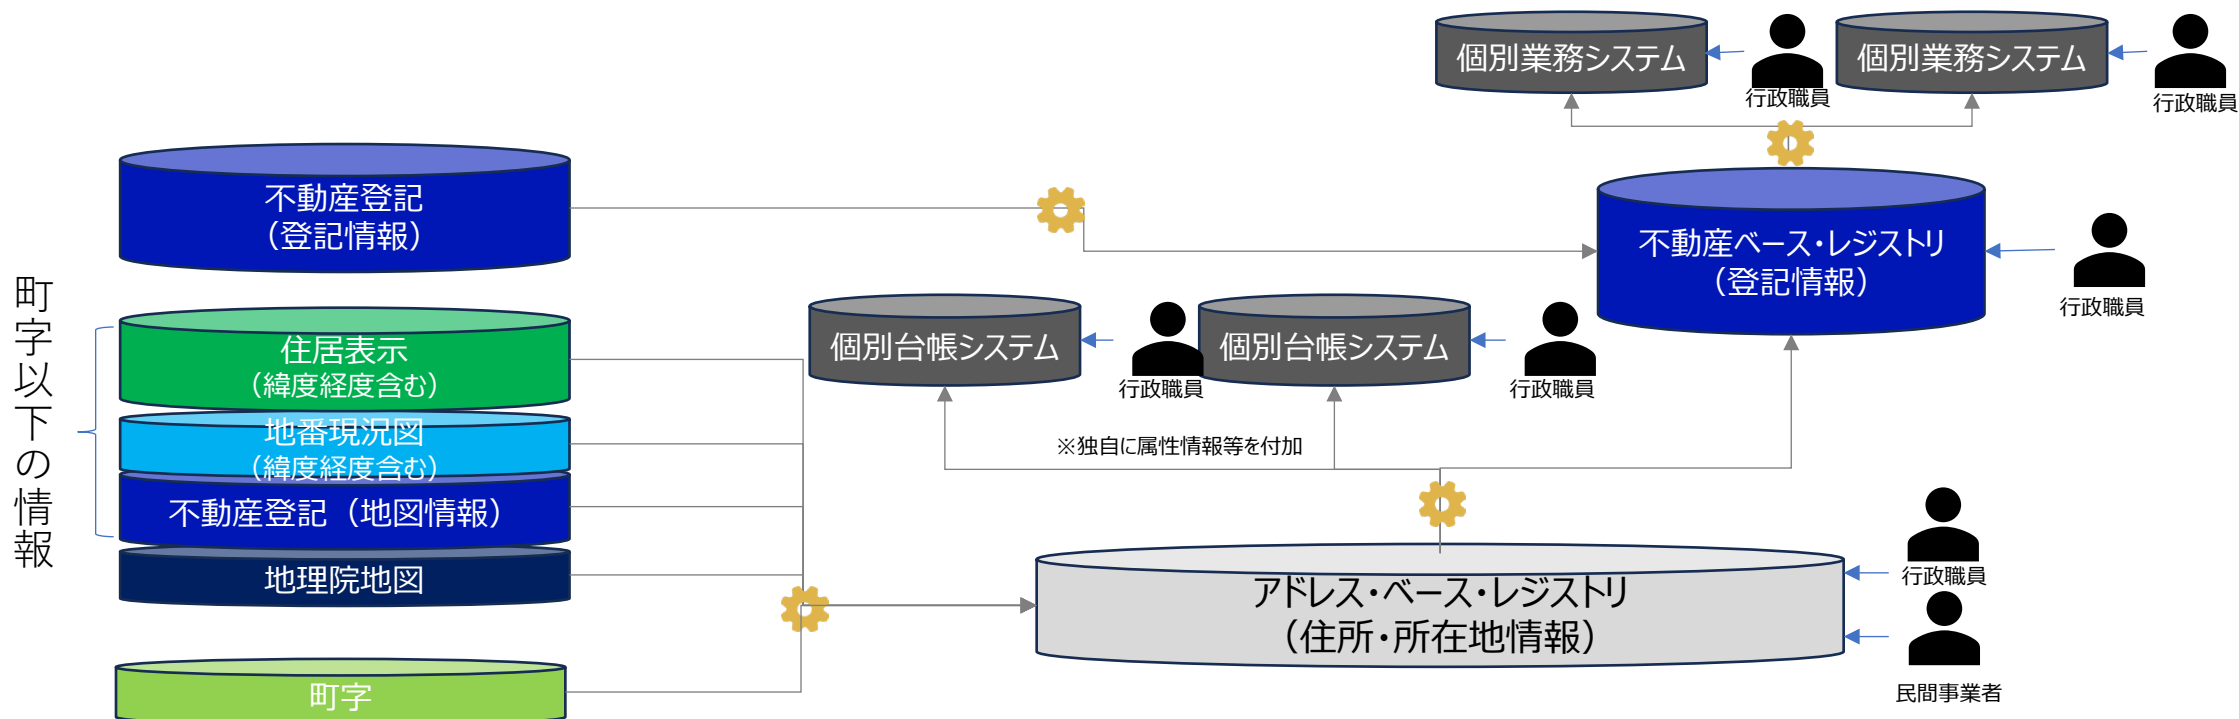 個別業務システム
行政職員
個別業務システム
行政職員
不動産登記
（登記情報）
不動産ベース・レジストリ
（登記情報）
行政職員
町字以下の情報
住居表示
（緯度経度含む）
地番現況図
（緯度経度含む）
不動産登記（地図情報）
地理院地図
町字
個別台帳システム
行政職員
個別台帳システム
行政職員
※独自に属性情報等を付加
アドレス・ベース・レジストリ
（住所・所在地情報）
行政職員
民間事業者